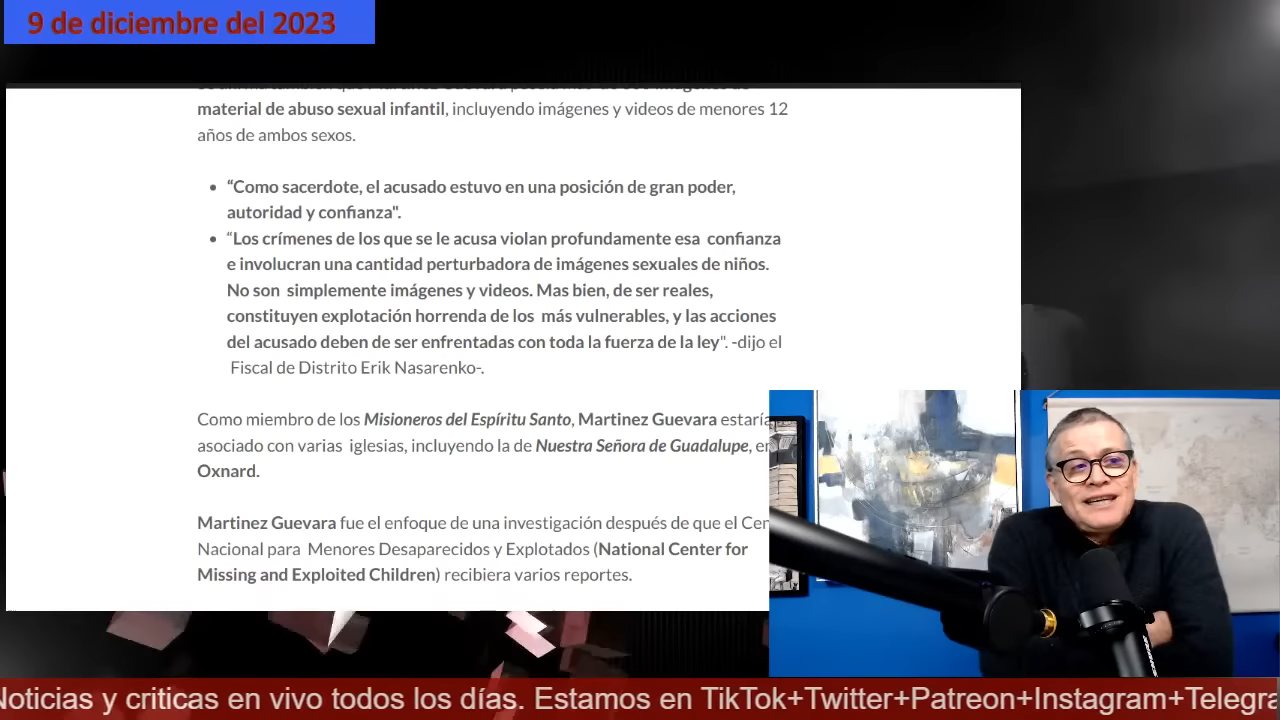 9 de diciembre del 2023
material de abuso sexual infantil, incluyendo imágenes y videos de menores 12
años de ambos sexos.
• “Como sacerdote, el acusado estuvo en una posición de gran poder,
autoridad y confianza".
• “Los crímenes de los que se le acusa violan profundamente esa confianza
e involucran una cantidad perturbadora de imágenes sexuales de niños.
No son simplemente imágenes y videos. Mas bien, de ser reales,
constituyen explotación horrenda de los más vulnerables, y las acciones
del acusado deben de ser enfrentadas con toda la fuerza de la ley". -dijo el
Fiscal de Distrito Erik Nasarenko-.
Como miembro de los Misioneros del Espíritu Santo, Martinez Guevara estaría
asociado con varias iglesias, incluyendo la de Nuestra Señora de Guadalupe, en
Oxnard.
Martinez Guevara fue el enfoque de una investigación después de que el Cen
Nacional para Menores Desaparecidos y Explotados (National Center for
Missing and Exploited Children) recibiera varios reportes.
Noticias y criticas en vivo todos los días. Estamos en TikTok+Twitter+Patreon+Instagram+Telegra